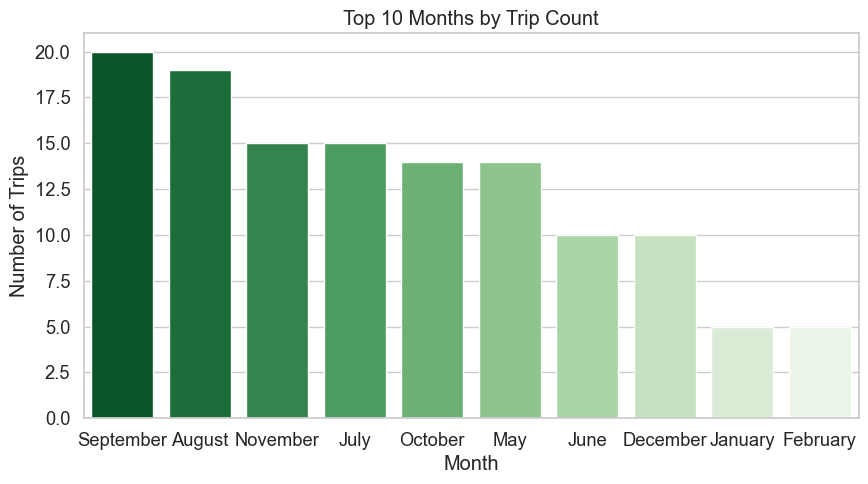 Top 10 Months by Trip Count
Number of Trips
20.0
17.5
15.0
12.5
10.0
7.5
5.0
2.5
0.0
September August November July October May June December January February
Month